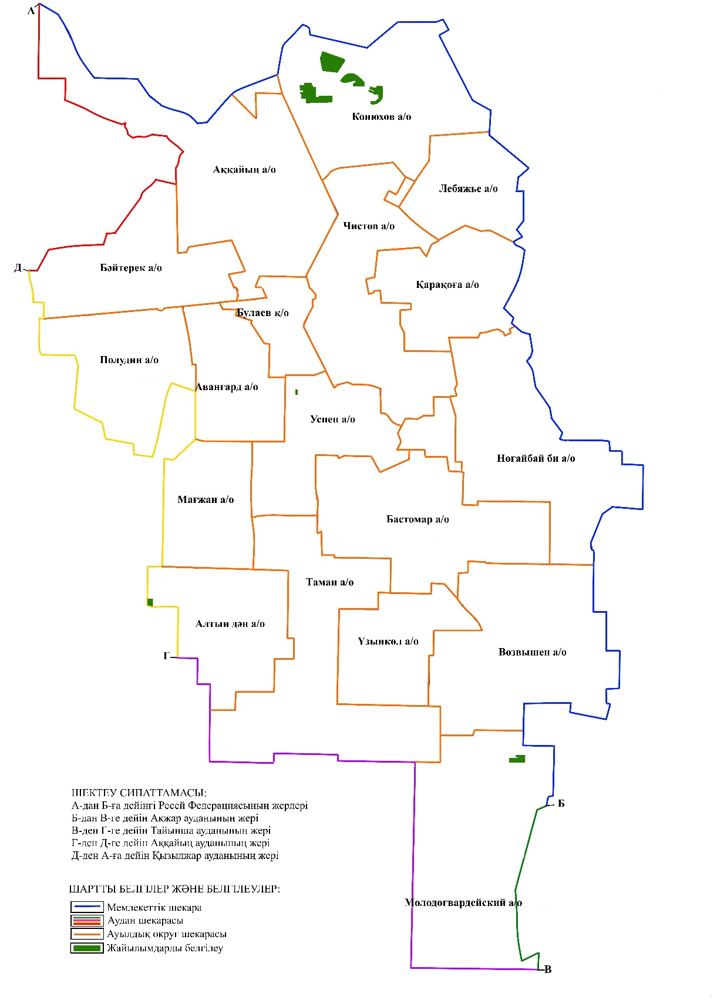 А
Конюхов а/о
Аққайың а/о
Лебяжье а/о
Чистов а/о
Д
Бәйтерек а/о
Қарақоға а/о
Булаев қ/о
Полудин а/о
Авангард а/о
Успен а/о
Ноғайбай би а/о
Мағжан а/о
Бастомар а/о
Таман а/о
Алтын дән а/о
Ұзынкөл а/о
Г
Возвышен а/о
ШЕКТЕУ СИПАТТАМАСЫ:
А-дан Б-ға дейінгі Ресей Федерациясының жерлері
Б-дан В-ге дейін Ақжар ауданының жері
В-ден Г-ге дейін Тайынша ауданының жері
Г-ден Д-ге дейін Аққайың ауданының жері
Д-ден А-ға дейін Қызылжар ауданының жері
Б
ШАРТТЫ БЕЛГІЛЕР ЖӘНЕ БЕЛГІЛЕУЛЕР:
Мемлекеттік шекара
Аудан шекарасы
Ауылдық округ шекарасы
Жайылымдарды белгілеу
Молодогвардейский а/о
В